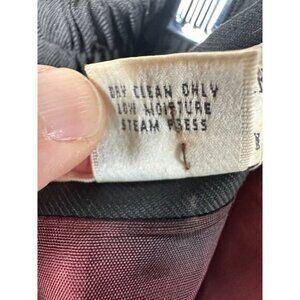 DRY CLEAN ONLY
LOW MOISTURE
STEAM PRESS